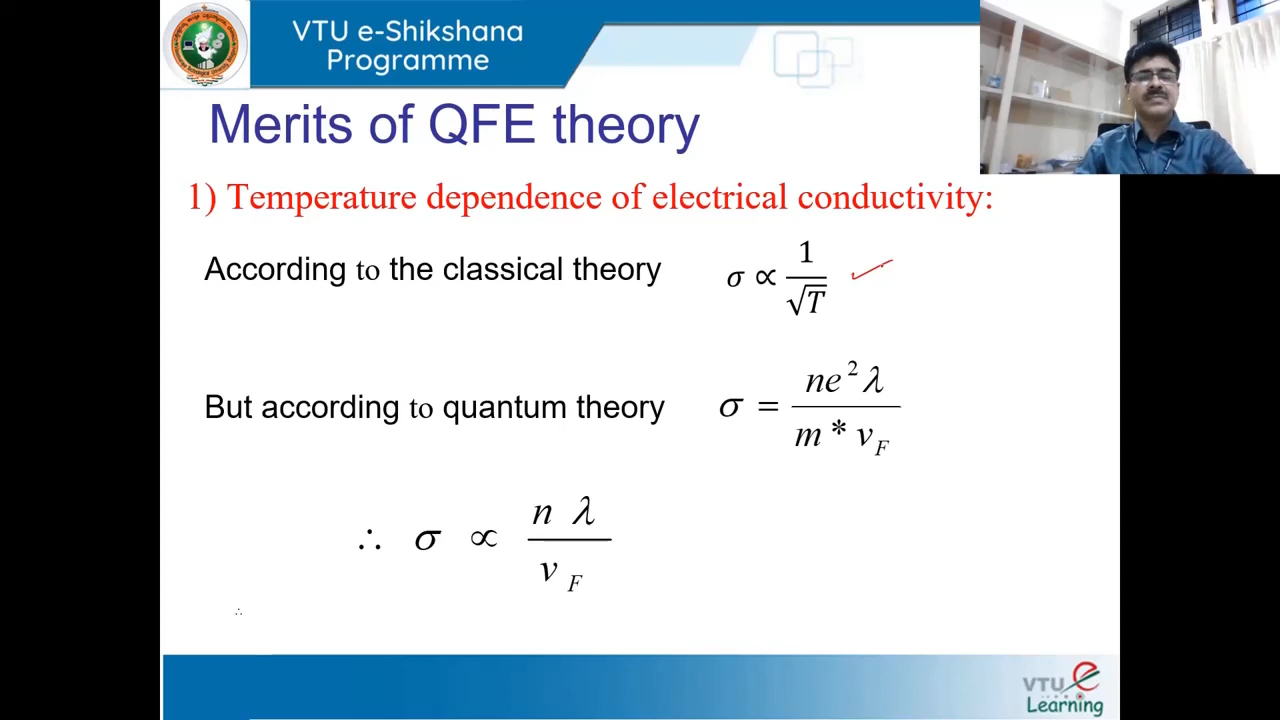 VTU e-Shikshana
Programme
Merits of QFE theory
1) Temperature dependence of electrical conductivity:
According to the classical theory σ ∝ 1/√T
But according to quantum theory σ = ne²λ / m* v_F
∴ σ ∝ n λ / v_F
∴
VTU e
Learning